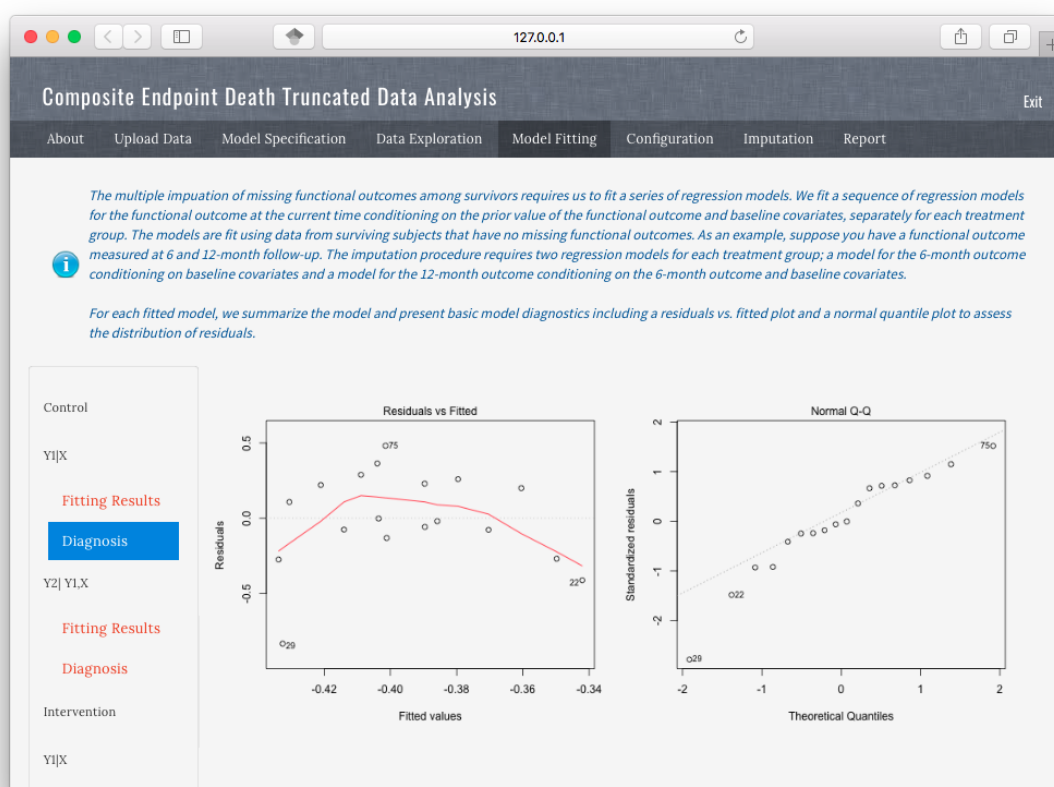 127.0.0.1
Composite Endpoint Death Truncated Data Analysis
Exit
About Upload Data Model Specification Data Exploration Model Fitting Configuration Imputation Report
The multiple impuation of missing functional outcomes among survivors requires us to fit a series of regression models. We fit a sequence of regression models
for the functional outcome at the current time conditioning on the prior value of the functional outcome and baseline covariates, separately for each treatment
group. The models are fit using data from surviving subjects that have no missing functional outcomes. As an example, suppose you have a functional outcome
measured at 6 and 12-month follow-up. The imputation procedure requires two regression models for each treatment group; a model for the 6-month outcome
conditioning on baseline covariates and a model for the 12-month outcome conditioning on the 6-month outcome and baseline covariates.
For each fitted model, we summarize the model and present basic model diagnostics including a residuals vs. fitted plot and a normal quantile plot to assess
the distribution of residuals.
Control
Y1|X
Fitting Results
Diagnosis
Y2| Y1,X
Fitting Results
Diagnosis
Intervention
Y1|X
Residuals vs Fitted
Residuals
0.5
0.0
-0.5
75
22
29
-0.42 -0.40 -0.38 -0.36 -0.34
Fitted values
Normal Q-Q
Standardized residuals
2
1
0
-1
-2
75
22
29
-2 -1 0 1 2
Theoretical Quantiles